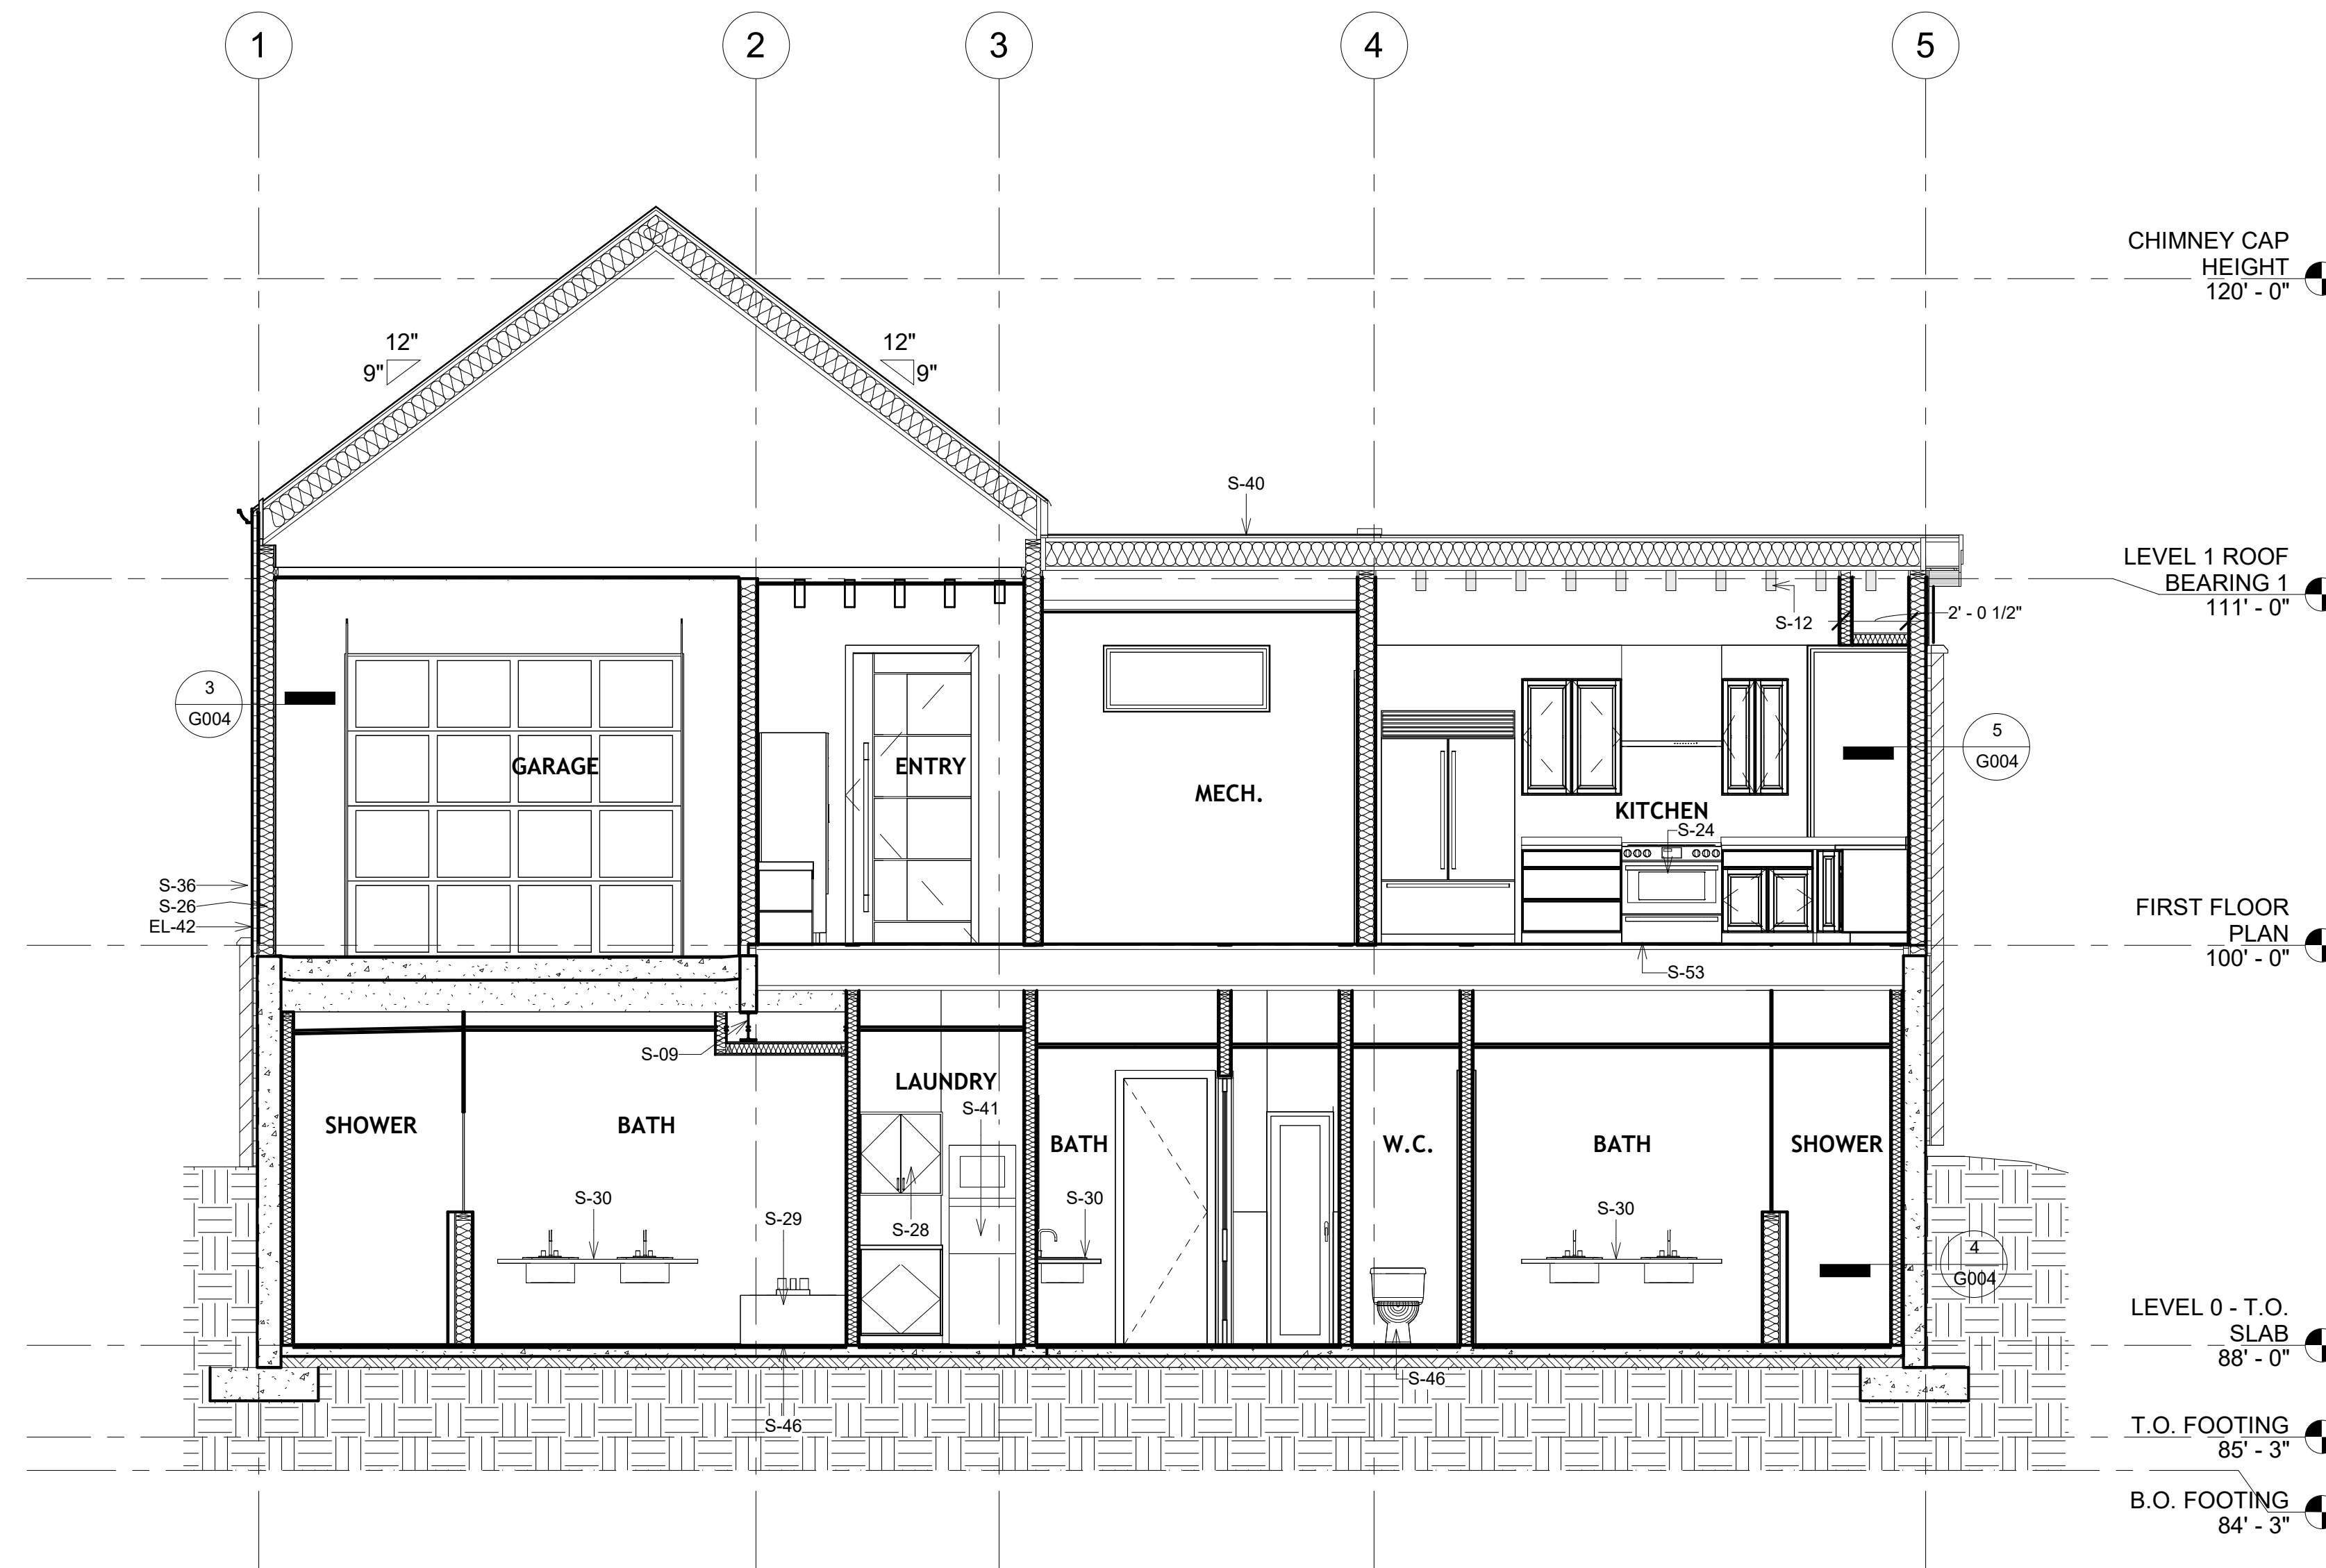 1
2
3
4
5
CHIMNEY CAP
HEIGHT
120' - 0"
12"
9"
12"
9"
S-40
LEVEL 1 ROOF
BEARING 1
111' - 0"
S-12
2' - 0 1/2"
3
G004
5
G004
GARAGE
ENTRY
MECH.
KITCHEN
S-24
S-36
S-26
EL-42
FIRST FLOOR
PLAN
100' - 0"
S-53
S-09
LAUNDRY
S-41
SHOWER
BATH
BATH
W.C.
BATH
SHOWER
S-30
S-29
S-28
S-30
S-30
4
G004
LEVEL 0 - T.O.
SLAB
88' - 0"
S-46
S-46
T.O. FOOTING
85' - 3"
B.O. FOOTING
84' - 3"